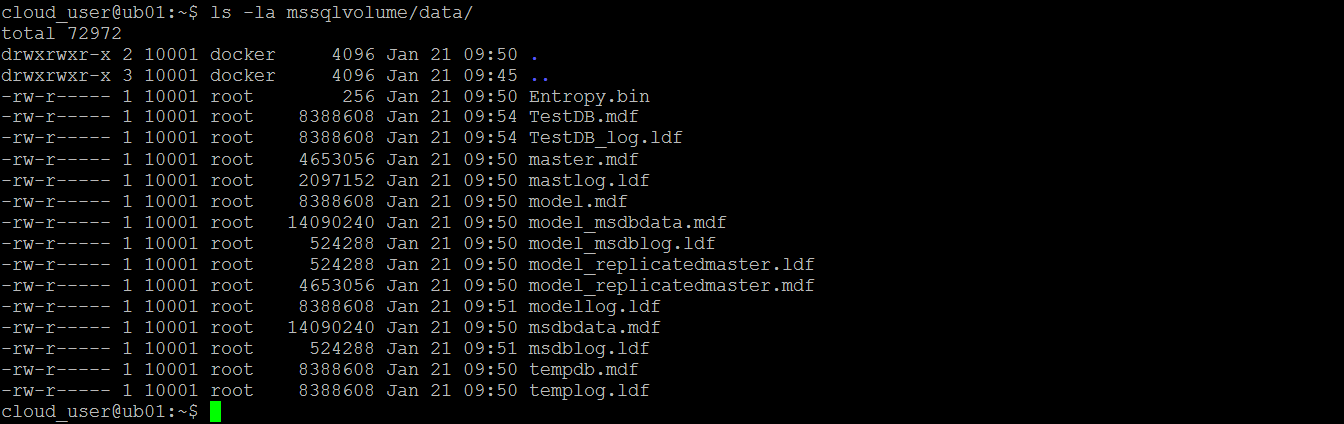 cloud_user@ub01:~$ ls -la mssqlvolume/data/
total 72972
drwxrwxr-x 2 10001 docker     4096 Jan 21 09:50 .
drwxrwxr-x 3 10001 docker     4096 Jan 21 09:45 ..
-rw-r----- 1 10001 root        256 Jan 21 09:50 Entropy.bin
-rw-r----- 1 10001 root    8388608 Jan 21 09:54 TestDB.mdf
-rw-r----- 1 10001 root    8388608 Jan 21 09:54 TestDB_log.ldf
-rw-r----- 1 10001 root    4653056 Jan 21 09:50 master.mdf
-rw-r----- 1 10001 root    2097152 Jan 21 09:50 mastlog.ldf
-rw-r----- 1 10001 root    8388608 Jan 21 09:50 model.mdf
-rw-r----- 1 10001 root   14090240 Jan 21 09:50 model_msdbdata.mdf
-rw-r----- 1 10001 root     524288 Jan 21 09:50 model_msdblog.ldf
-rw-r----- 1 10001 root     524288 Jan 21 09:50 model_replicatedmaster.ldf
-rw-r----- 1 10001 root    4653056 Jan 21 09:50 model_replicatedmaster.mdf
-rw-r----- 1 10001 root    8388608 Jan 21 09:51 modellog.ldf
-rw-r----- 1 10001 root   14090240 Jan 21 09:50 msdbdata.mdf
-rw-r----- 1 10001 root     524288 Jan 21 09:51 msdblog.ldf
-rw-r----- 1 10001 root    8388608 Jan 21 09:50 tempdb.mdf
-rw-r----- 1 10001 root    8388608 Jan 21 09:50 templog.ldf
cloud_user@ub01:~$